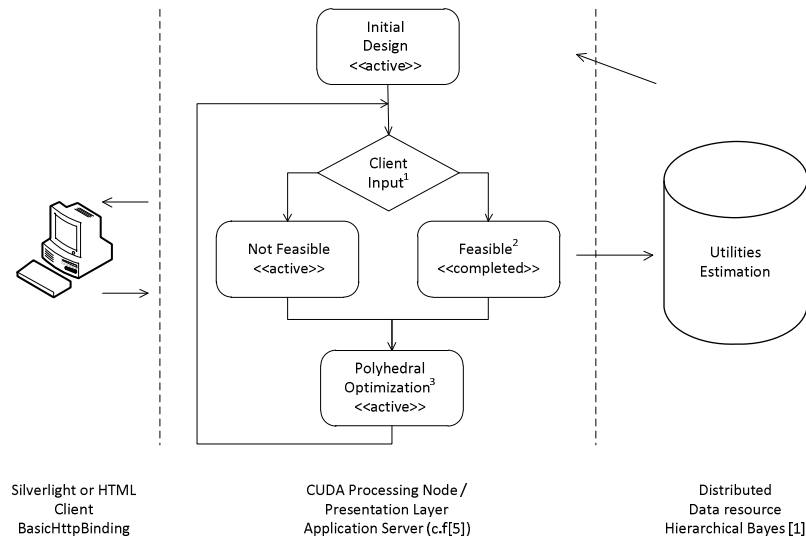 Initial
Design
<<active>>
Client
Input¹
Not Feasible
<<active>>
Feasible²
<<completed>>
Utilities
Estimation
Polyhedral
Optimization³
<<active>>
Silverlight or HTML
Client
BasicHttpBinding
CUDA Processing Node /
Presentation Layer
Application Server (c.f[5])
Distributed
Data resource
Hierarchical Bayes [1]